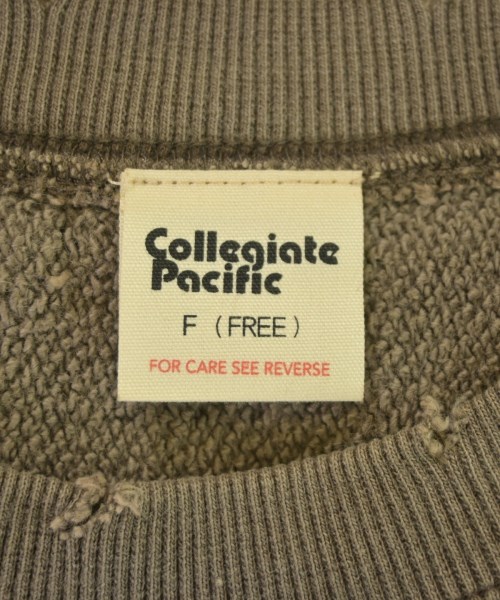 Collegiate
Pacific
F (FREE)
FOR CARE SEE REVERSE